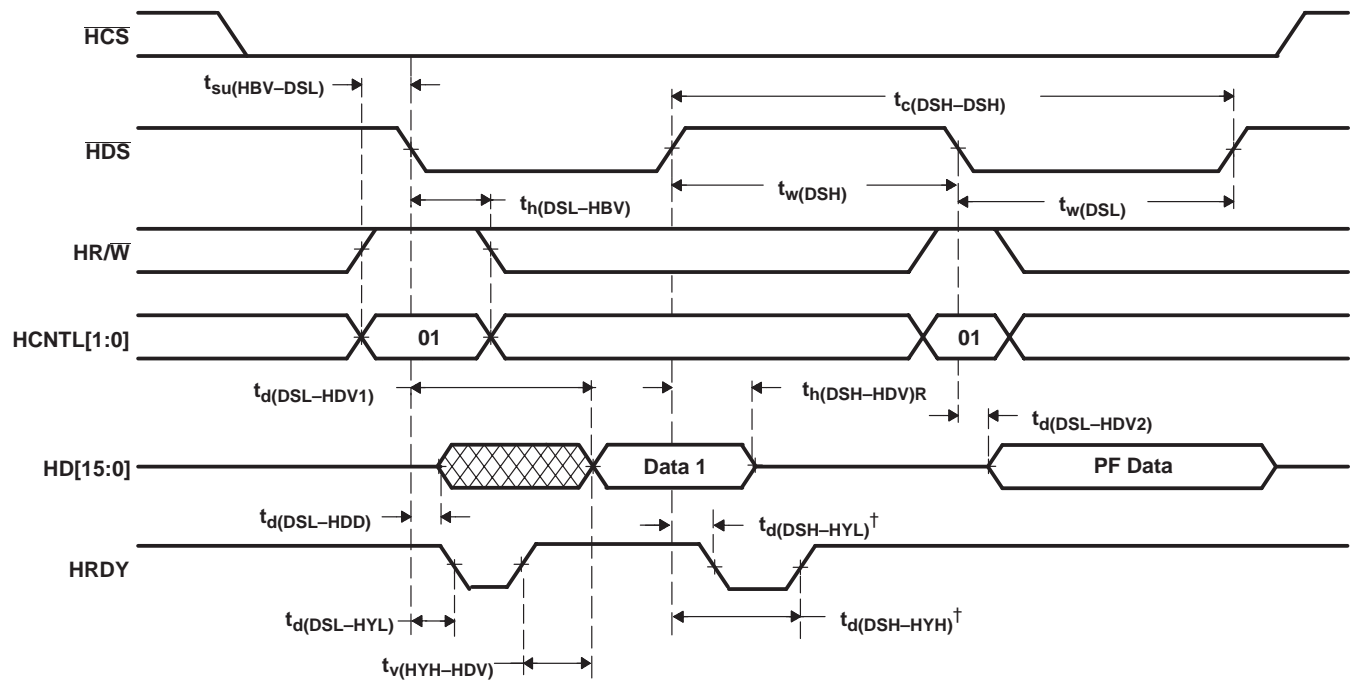 HCS
tsu(HBV–DSL)
tc(DSH–DSH)
HDS
tw(DSH)
th(DSL–HBV)
tw(DSL)
HR/W
HCNTL[1:0]
01
01
td(DSL–HDV1)
th(DSH–HDV)R
td(DSL–HDV2)
HD[15:0]
Data 1
PF Data
td(DSL–HDD)
td(DSH–HYL)†
HRDY
td(DSL–HYL)
td(DSH–HYH)†
tv(HYH–HDV)